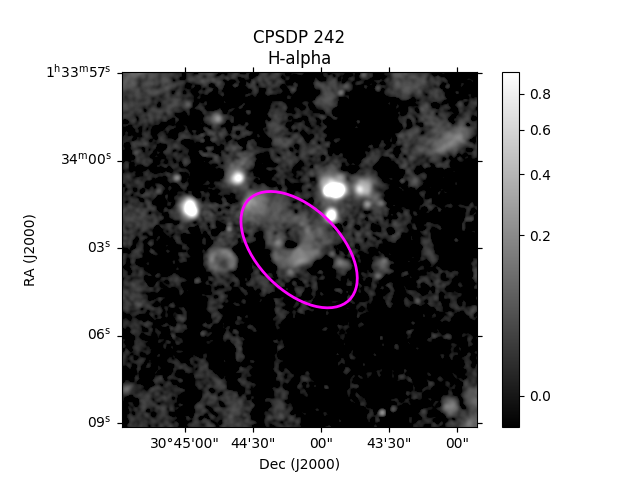 CPSDP 242
H-alpha
1ʰ33ᵐ57ˢ
34ᵐ00ˢ
03ˢ
06ˢ
09ˢ
RA (J2000)
30°45'00" 44'30" 00" 43'30" 00"
Dec (J2000)
0.8
0.6
0.4
0.2
0.0